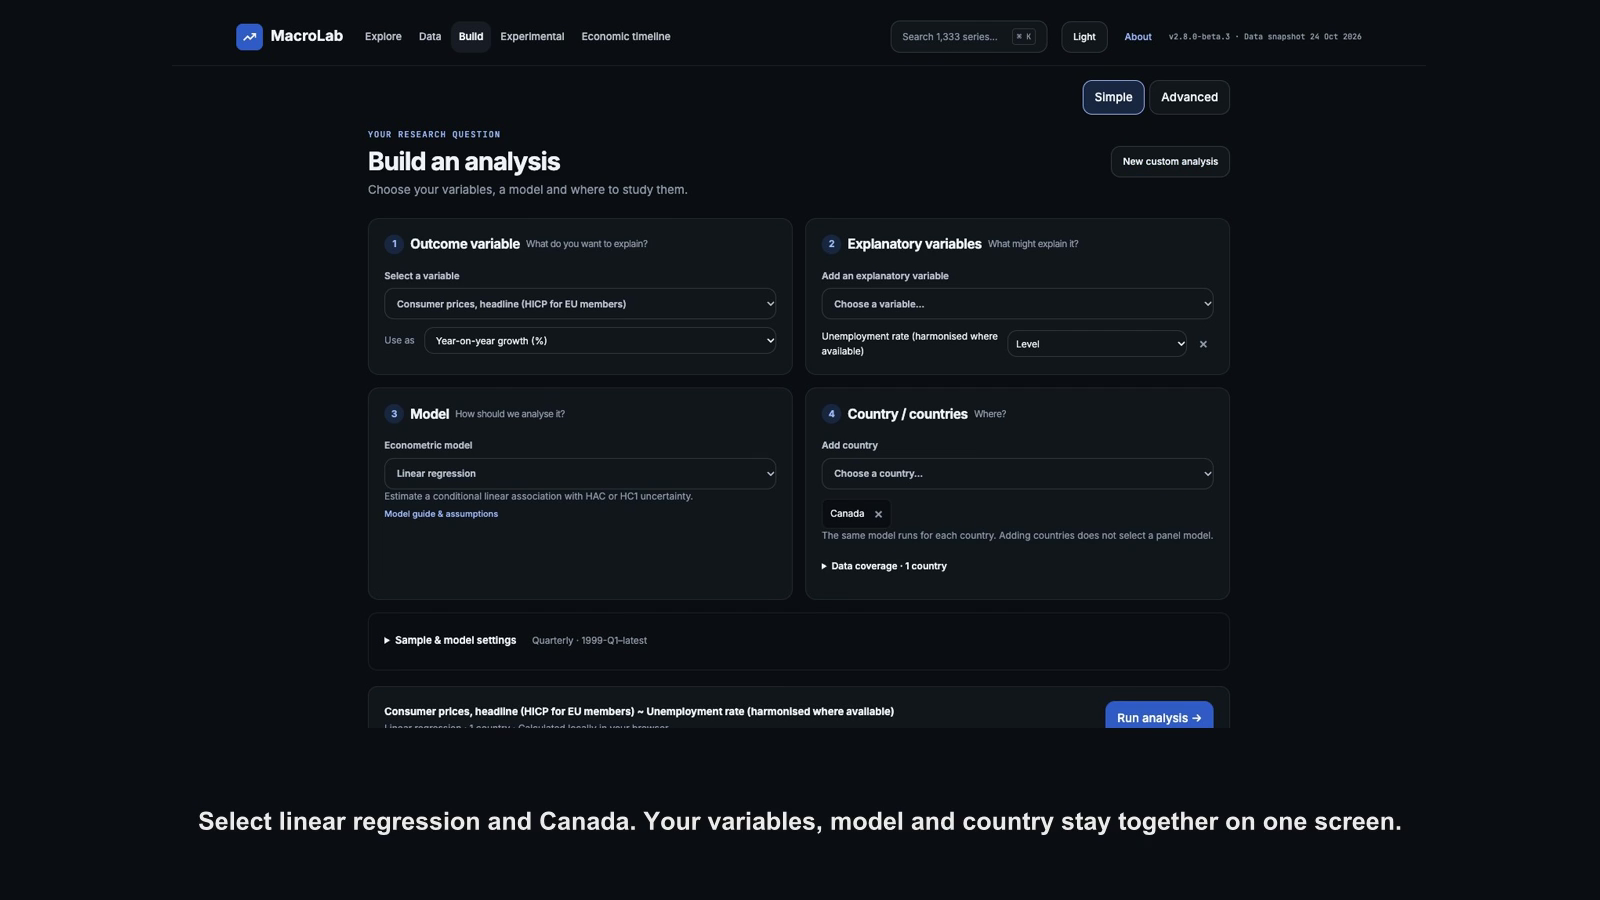 MacroLab Explore Data Build Experimental Economic timeline Search 1,333 series... ⌘ K Light About v2.8.0-beta.3 · Data snapshot 24 Oct 2026
Simple Advanced
YOUR RESEARCH QUESTION
Build an analysis
New custom analysis
Choose your variables, a model and where to study them.
1 Outcome variable What do you want to explain?
Select a variable
Consumer prices, headline (HICP for EU members)
Use as Year-on-year growth (%)
2 Explanatory variables What might explain it?
Add an explanatory variable
Choose a variable...
Unemployment rate (harmonised where
available)
Level ×
3 Model How should we analyse it?
Econometric model
Linear regression
Estimate a conditional linear association with HAC or HC1 uncertainty.
Model guide & assumptions
4 Country / countries Where?
Add country
Choose a country...
Canada ×
The same model runs for each country. Adding countries does not select a panel model.
▸ Data coverage · 1 country
▸ Sample & model settings Quarterly · 1999-Q1–latest
Consumer prices, headline (HICP for EU members) ~ Unemployment rate (harmonised where available)
Linear regression · 1 country · Calculated locally in your browser
Run analysis →
Select linear regression and Canada. Your variables, model and country stay together on one screen.